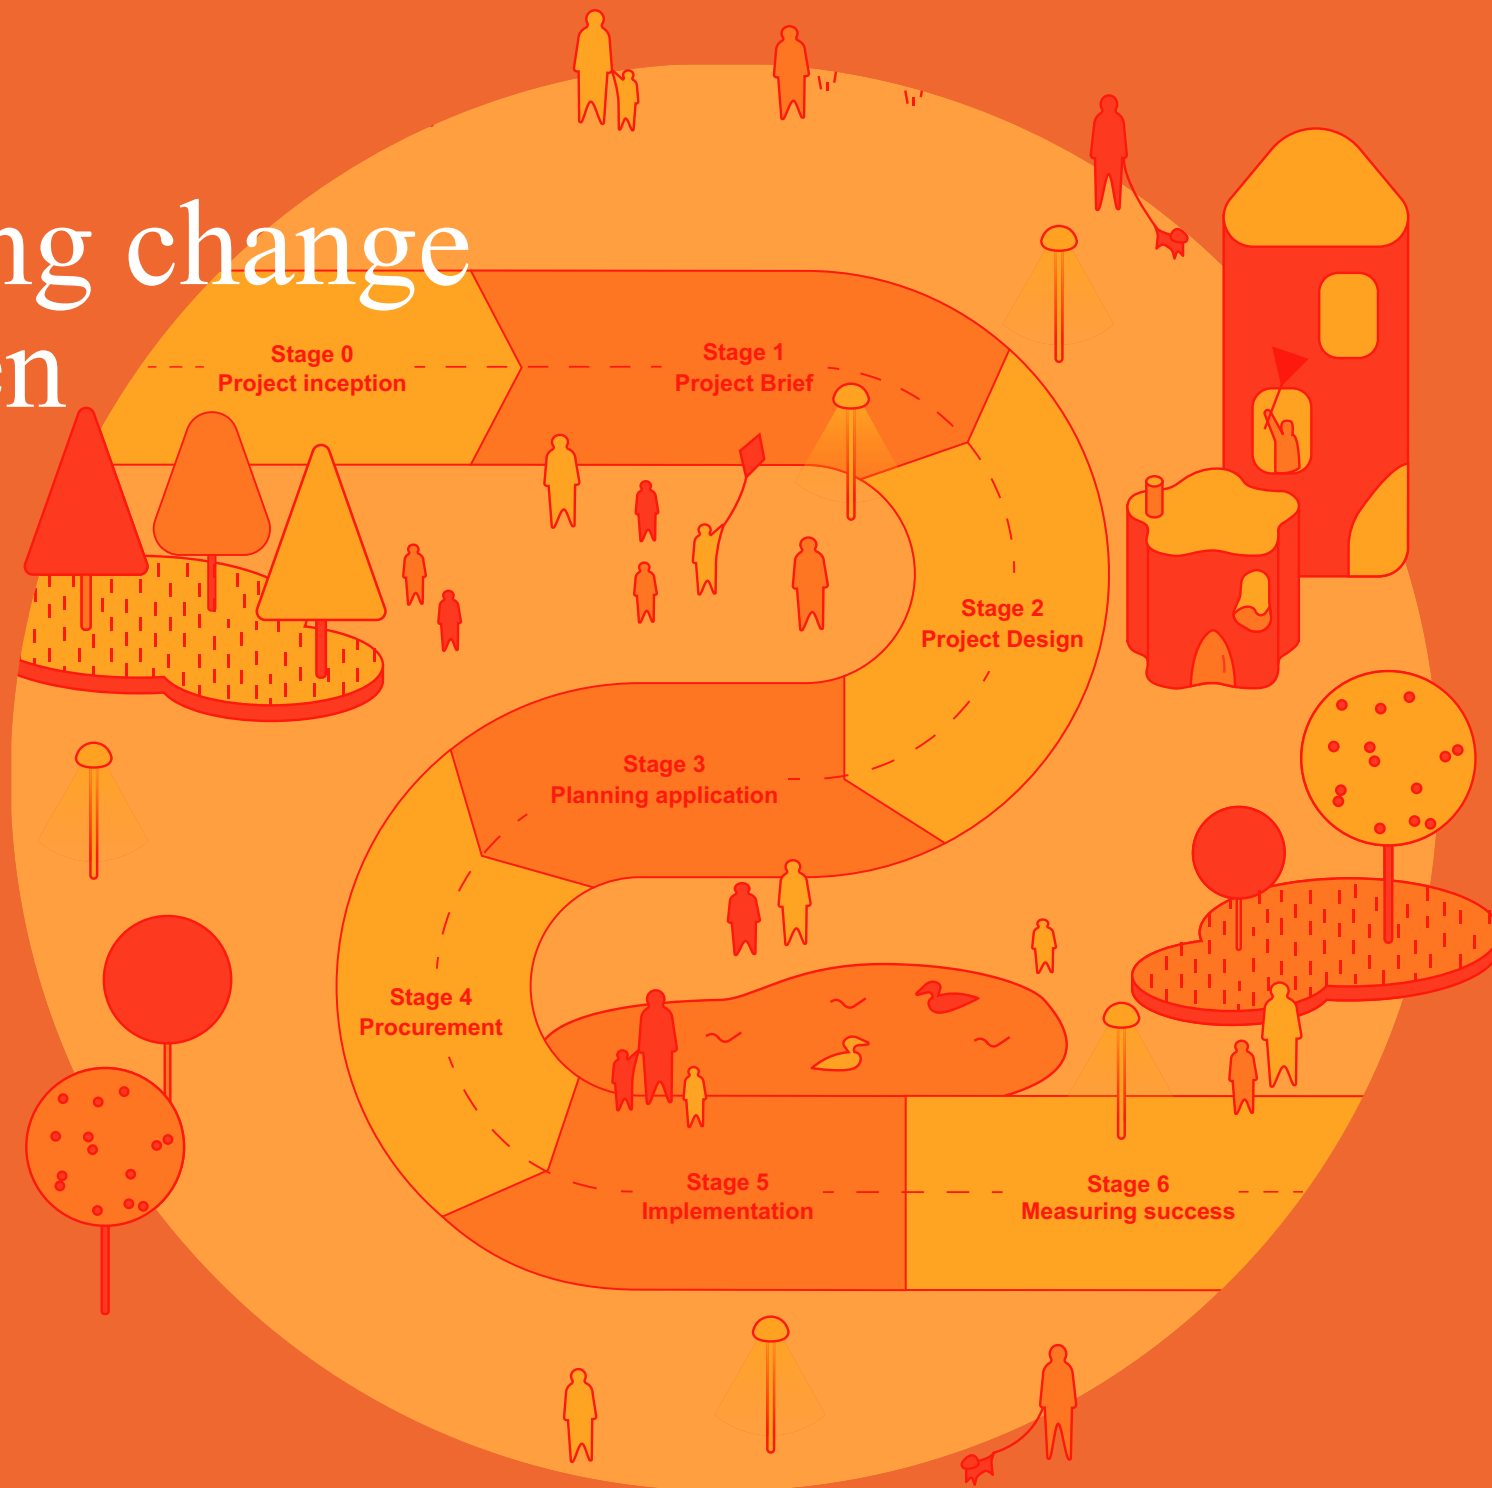 ng change
en
Stage 0
Project inception
Stage 1
Project Brief
Stage 2
Project Design
Stage 3
Planning application
Stage 4
Procurement
Stage 5
Implementation
Stage 6
Measuring success